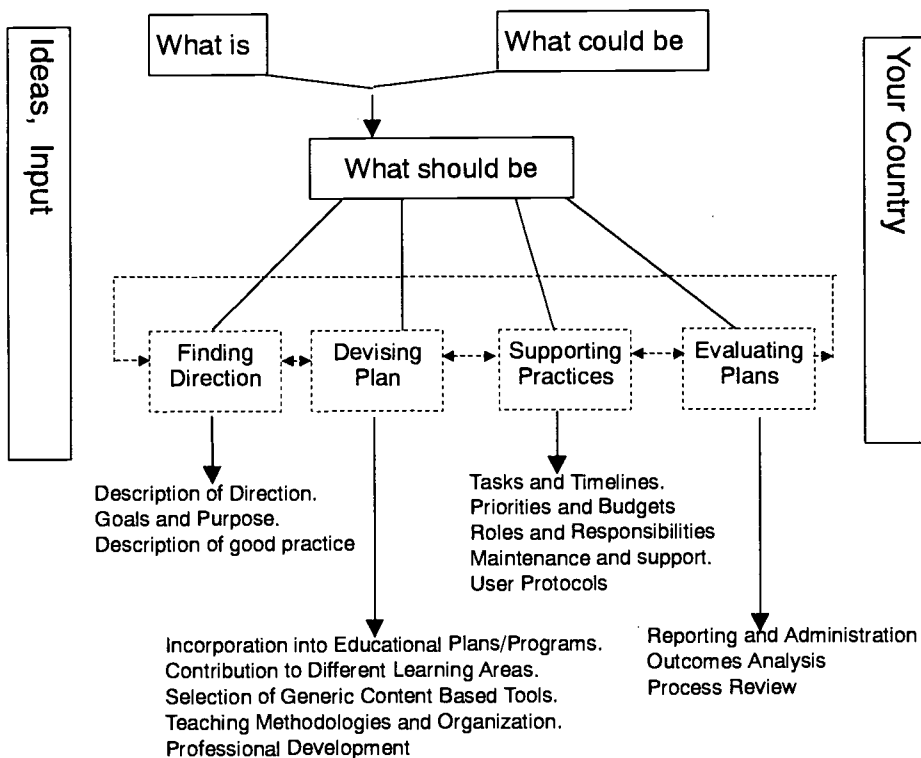 Ideas, Input
What is
What could be
Your Country
What should be
Finding
Direction
Devising
Plan
Supporting
Practices
Evaluating
Plans
Description of Direction.
Goals and Purpose.
Description of good practice
Tasks and Timelines.
Priorities and Budgets
Roles and Responsibilities
Maintenance and support.
User Protocols
Incorporation into Educational Plans/Programs.
Contribution to Different Learning Areas.
Selection of Generic Content Based Tools.
Teaching Methodologies and Organization.
Professional Development
Reporting and Administration
Outcomes Analysis
Process Review